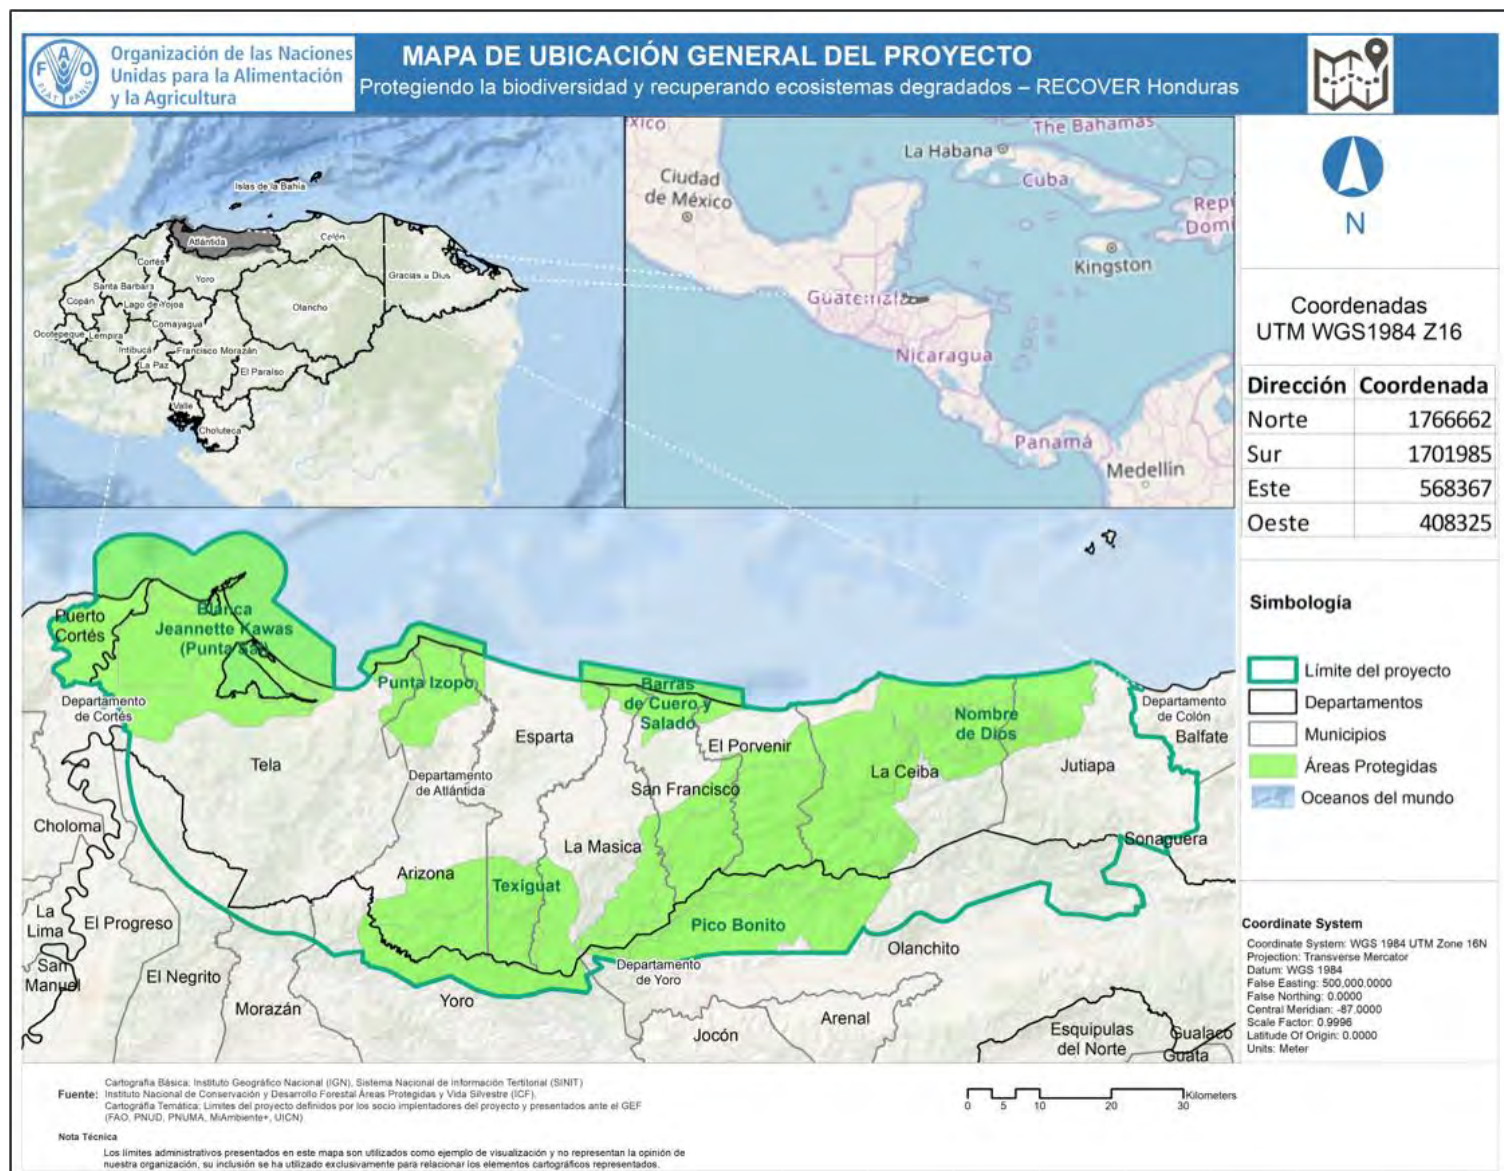 Organización de las Naciones
Unidas para la Alimentación
y la Agricultura
F A O
FIAT PANIS
MAPA DE UBICACIÓN GENERAL DEL PROYECTO
Protegiendo la biodiversidad y recuperando ecosistemas degradados – RECOVER Honduras
Islas de la Bahía
Atlántida
Colón
Cortés
Yoro
Gracias a Dios
Santa Barbara
Copán
Lago de Yojoa
Olancho
Comayagua
Ocotepeque
Lempira
Intibucá
Francisco Morazán
La Paz
El Paraíso
Valle
Choluteca
xico
The Bahamas
La Habana
Ciudad
de México
Cuba
Rep
Domi
Kingston
Nicaragua
Panamá
Medellín
N
Coordenadas
UTM WGS1984 Z16
Dirección Coordenada
Norte 1766662
Sur 1701985
Este 568367
Oeste 408325
Simbología
Límite del proyecto
Departamentos
Municipios
Áreas Protegidas
Oceanos del mundo
Puerto
Cortés
Blanca
Jeannette Kawas
(Punta Sal)
Departamento
de Cortés
Punta Izopo
Barras
de Cuero y
Salado
Nombre
de Dios
Departamento
de Colón
Balfate
Esparta
El Porvenir
Tela
Departamento
de Atlántida
La Ceiba
Jutiapa
San Francisco
Choloma
La Masica
Sonaguera
Arizona
Texiguat
La
Lima
El Progreso
Pico Bonito
Olanchito
San
Manuel
El Negrito
Departamento
de Yoro
Yoro
Morazán
Jocón
Arenal
Esquipulas
del Norte
Gualaco
Guata
Coordinate System
Coordinate System: WGS 1984 UTM Zone 16N
Projection: Transverse Mercator
Datum: WGS 1984
False Easting: 500,000.0000
False Northing: 0.0000
Central Meridian: -87.0000
Scale Factor: 0.9996
Latitude Of Origin: 0.0000
Units: Meter
Cartografía Básica: Instituto Geográfico Nacional (IGN), Sistema Nacional de Información Territorial (SINIT)
Fuente: Instituto Nacional de Conservación y Desarrollo Forestal Áreas Protegidas y Vida Silvestre (ICF).
Cartografía Temática; Limites del proyecto definidos por los socio implentadores del proyecto y presentados ante el GEF
(FAO, PNUD, PNUMA, MiAmbiente+, UICN)
0 5 10 20 30 Kilometers
Nota Técnica
Los límites administrativos presentados en este mapa son utilizados como ejemplo de visualización y no representan la opinión de
nuestra organización, su inclusión se ha utilizado exclusivamente para relacionar los elementos cartográficos representados.